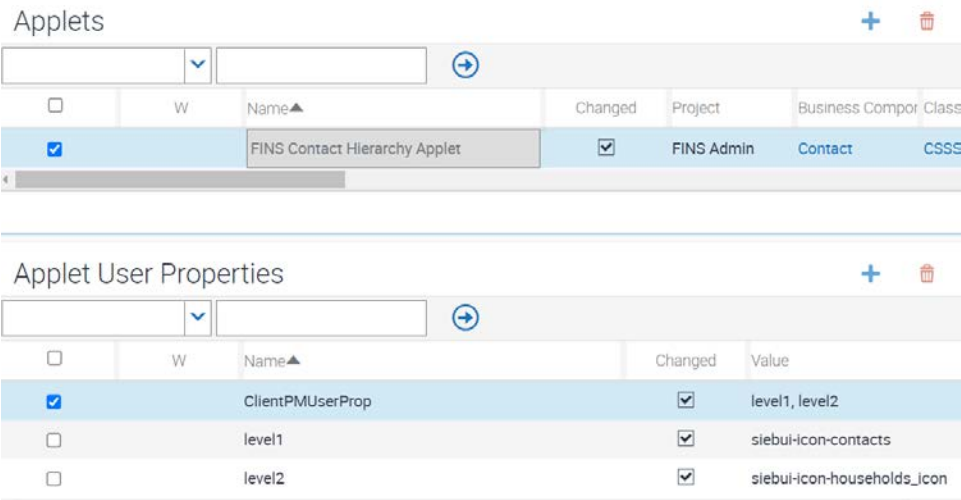 Applets
W Name Changed Project Business Compor Class
FINS Contact Hierarchy Applet FINS Admin Contact CSSS
Applet User Properties
W Name Changed Value
ClientPMUserProp level1, level2
level1 siebui-icon-contacts
level2 siebui-icon-households_icon